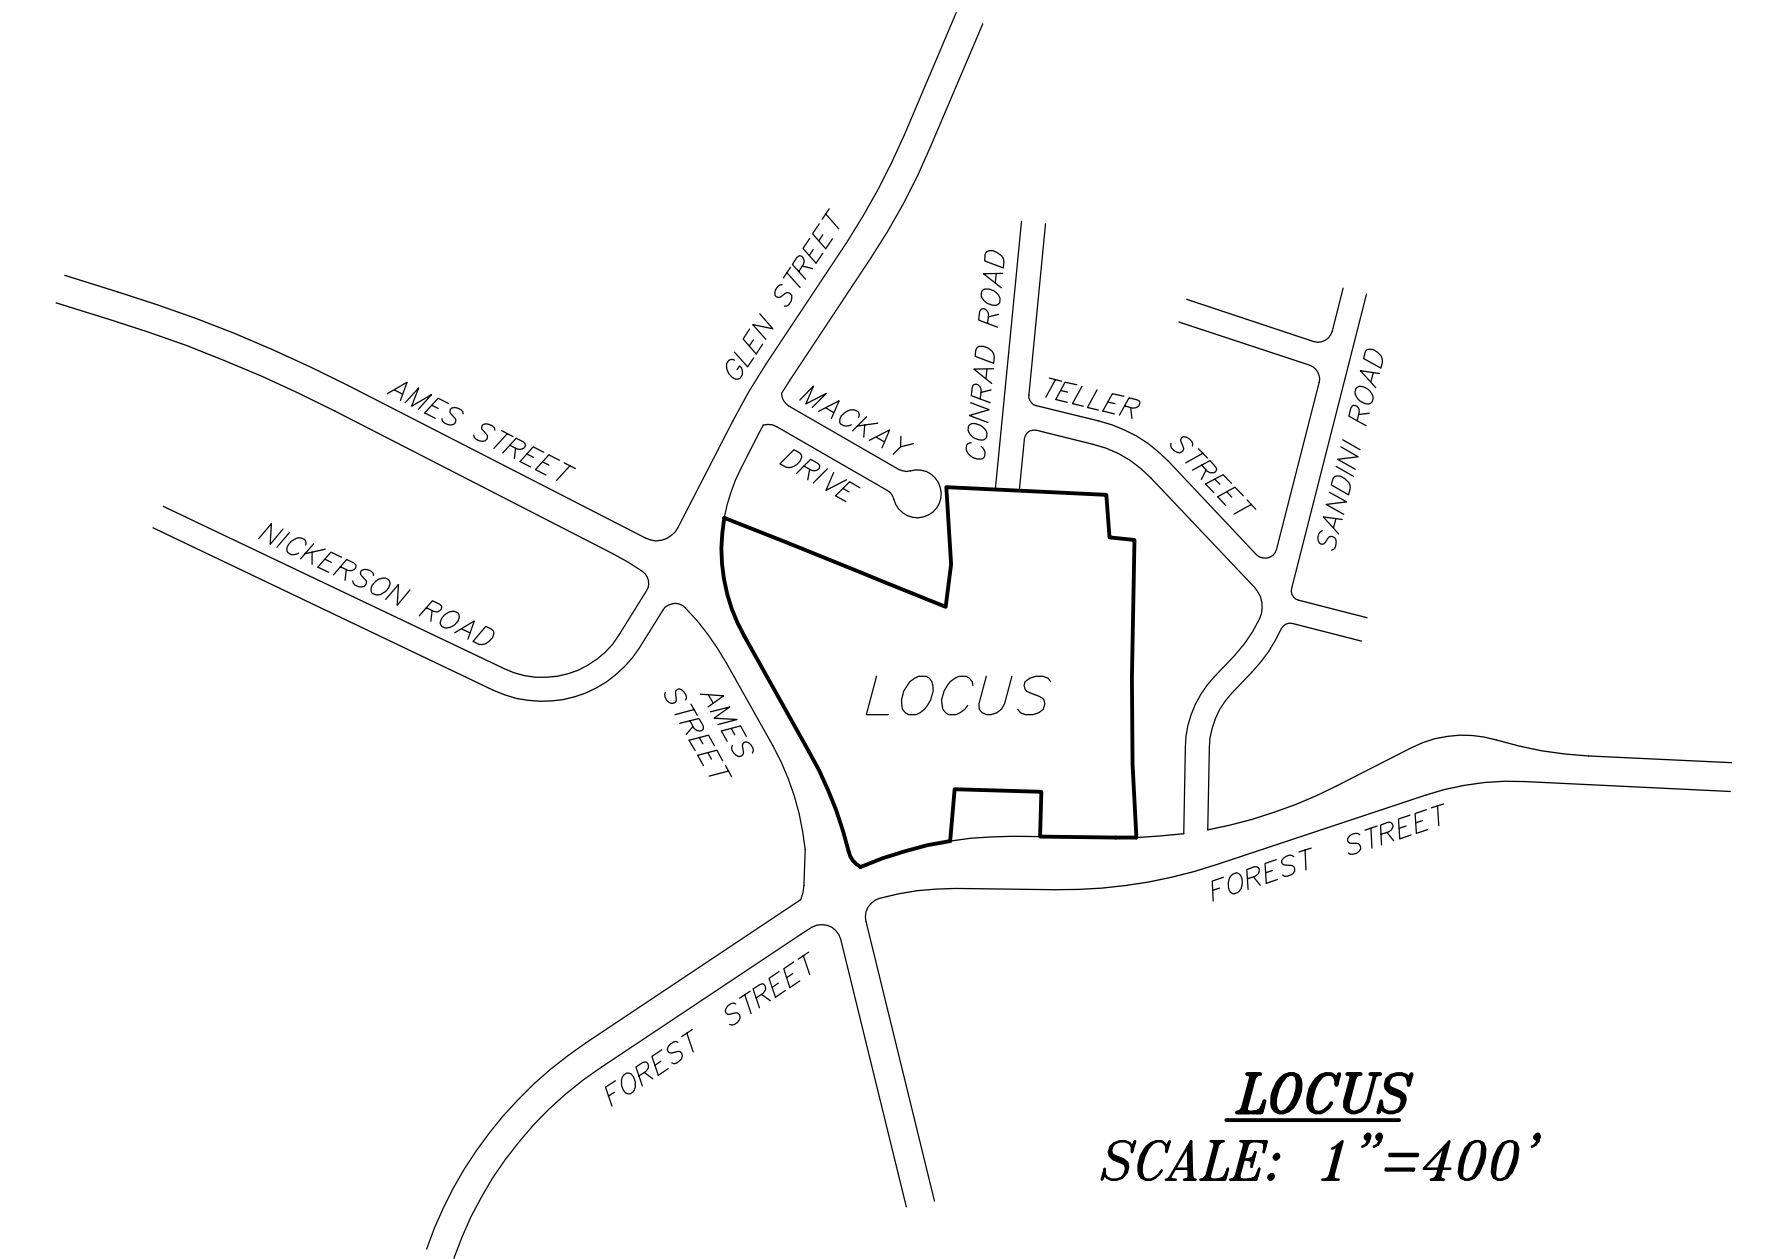 GLEN STREET
CONRAD ROAD
AMES STREET
MACKAY
DRIVE
TELLER
STREET
SANDINI ROAD
NICKERSON ROAD
LOCUS
AMES
STREET
FOREST STREET
FOREST STREET
LOCUS
SCALE: 1"=400'